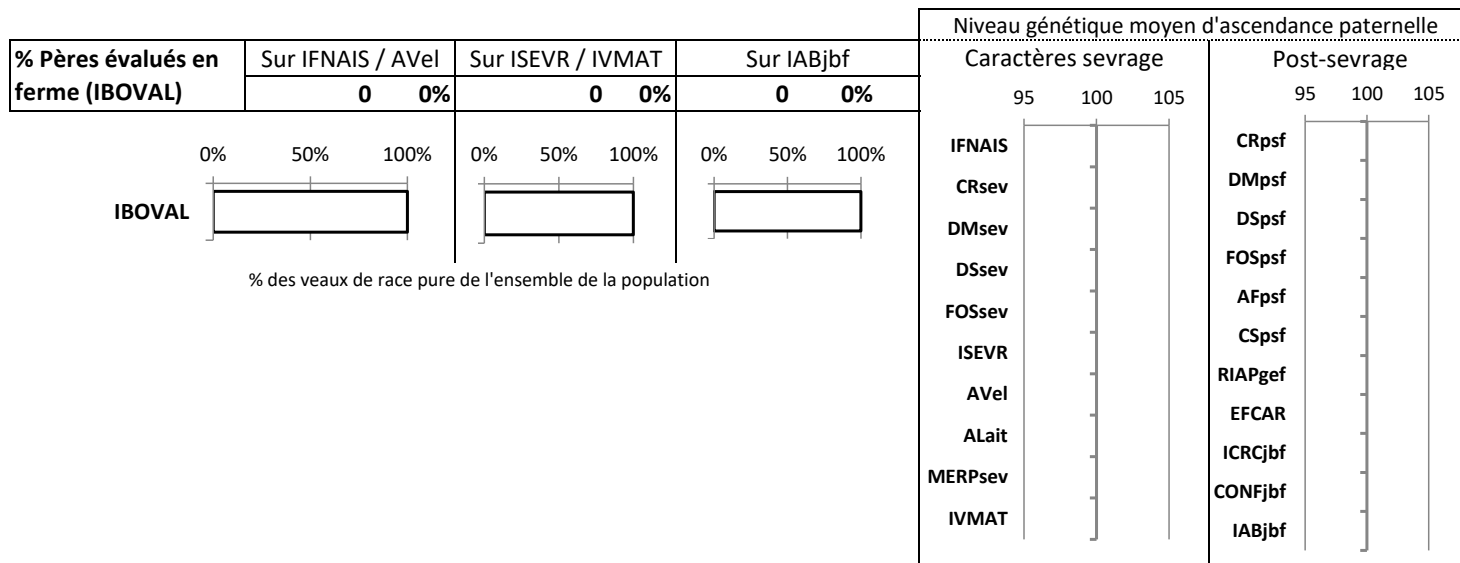 Niveau génétique moyen d'ascendance paternelle
% Pères évalués en ferme (IBOVAL)
Sur IFNAIS / AVel
Sur ISEVR / IVMAT
Sur IABjbf
0 0%
0 0%
0 0%
0% 50% 100%
0% 50% 100%
0% 50% 100%
IBOVAL
% des veaux de race pure de l'ensemble de la population
Caractères sevrage
95 100 105
IFNAIS
CRsev
DMsev
DSsev
FOSsev
ISEVR
AVel
ALait
MERPsev
IVMAT
Post-sevrage
95 100 105
CRpsf
DMpsf
DSpsf
FOSpsf
AFpsf
CSpsf
RIAPgef
EFCAR
ICRCjbf
CONFjbf
IABjbf